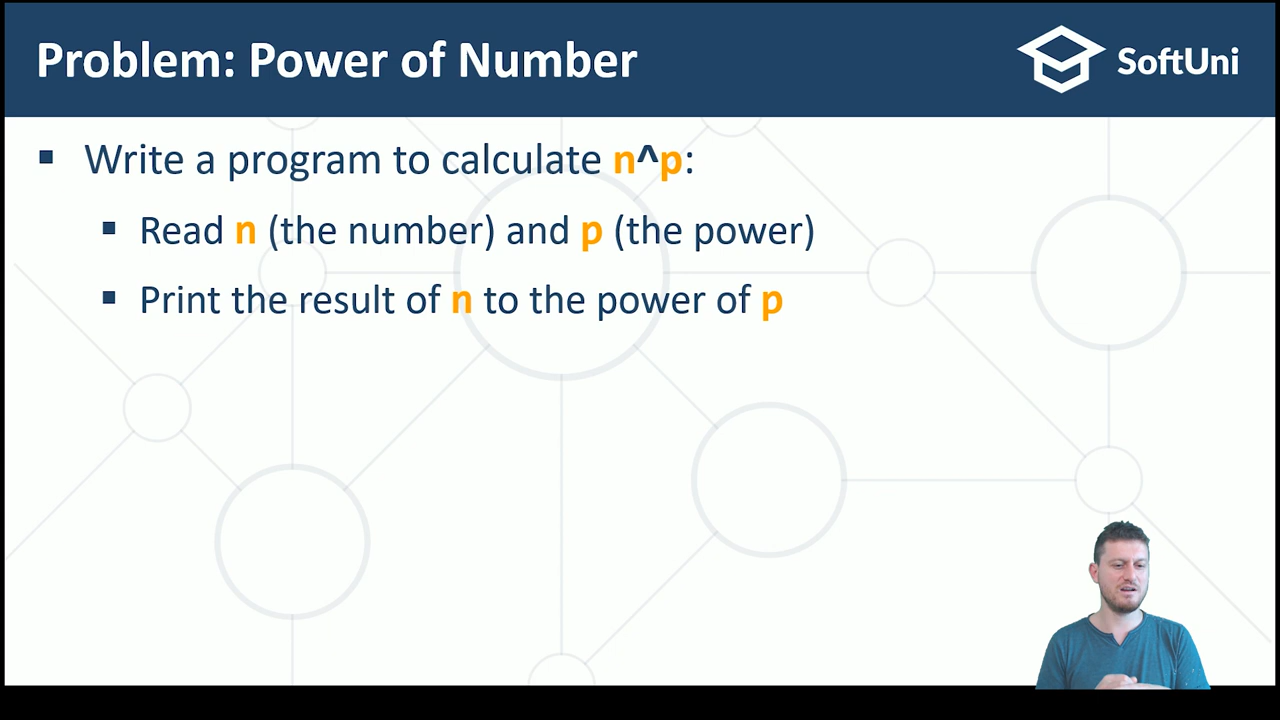 Problem: Power of Number
SoftUni
Write a program to calculate n^p:
Read n (the number) and p (the power)
Print the result of n to the power of p